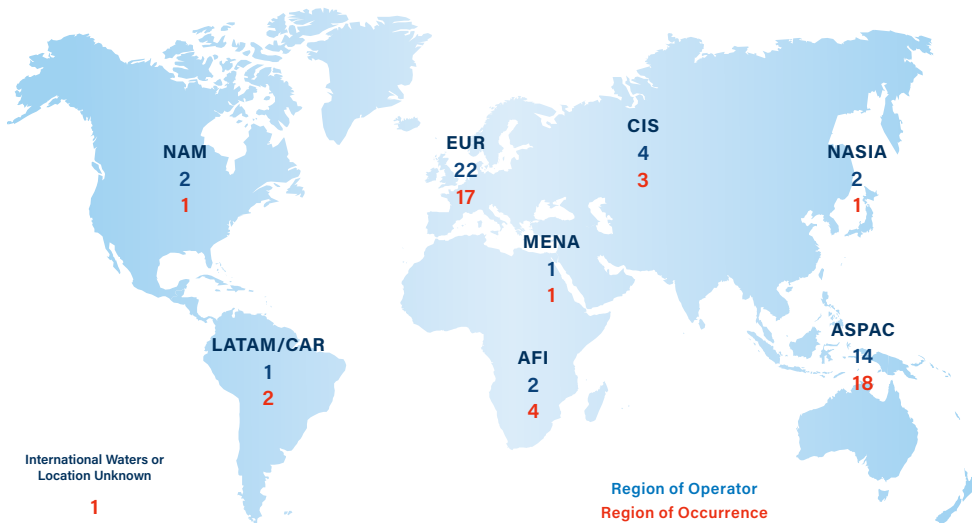 NAM
2
1
EUR
22
17
CIS
4
3
NASIA
2
1
MENA
1
1
LATAM/CAR
1
2
AFI
2
4
ASPAC
14
18
International Waters or
Location Unknown
1
Region of Operator
Region of Occurrence